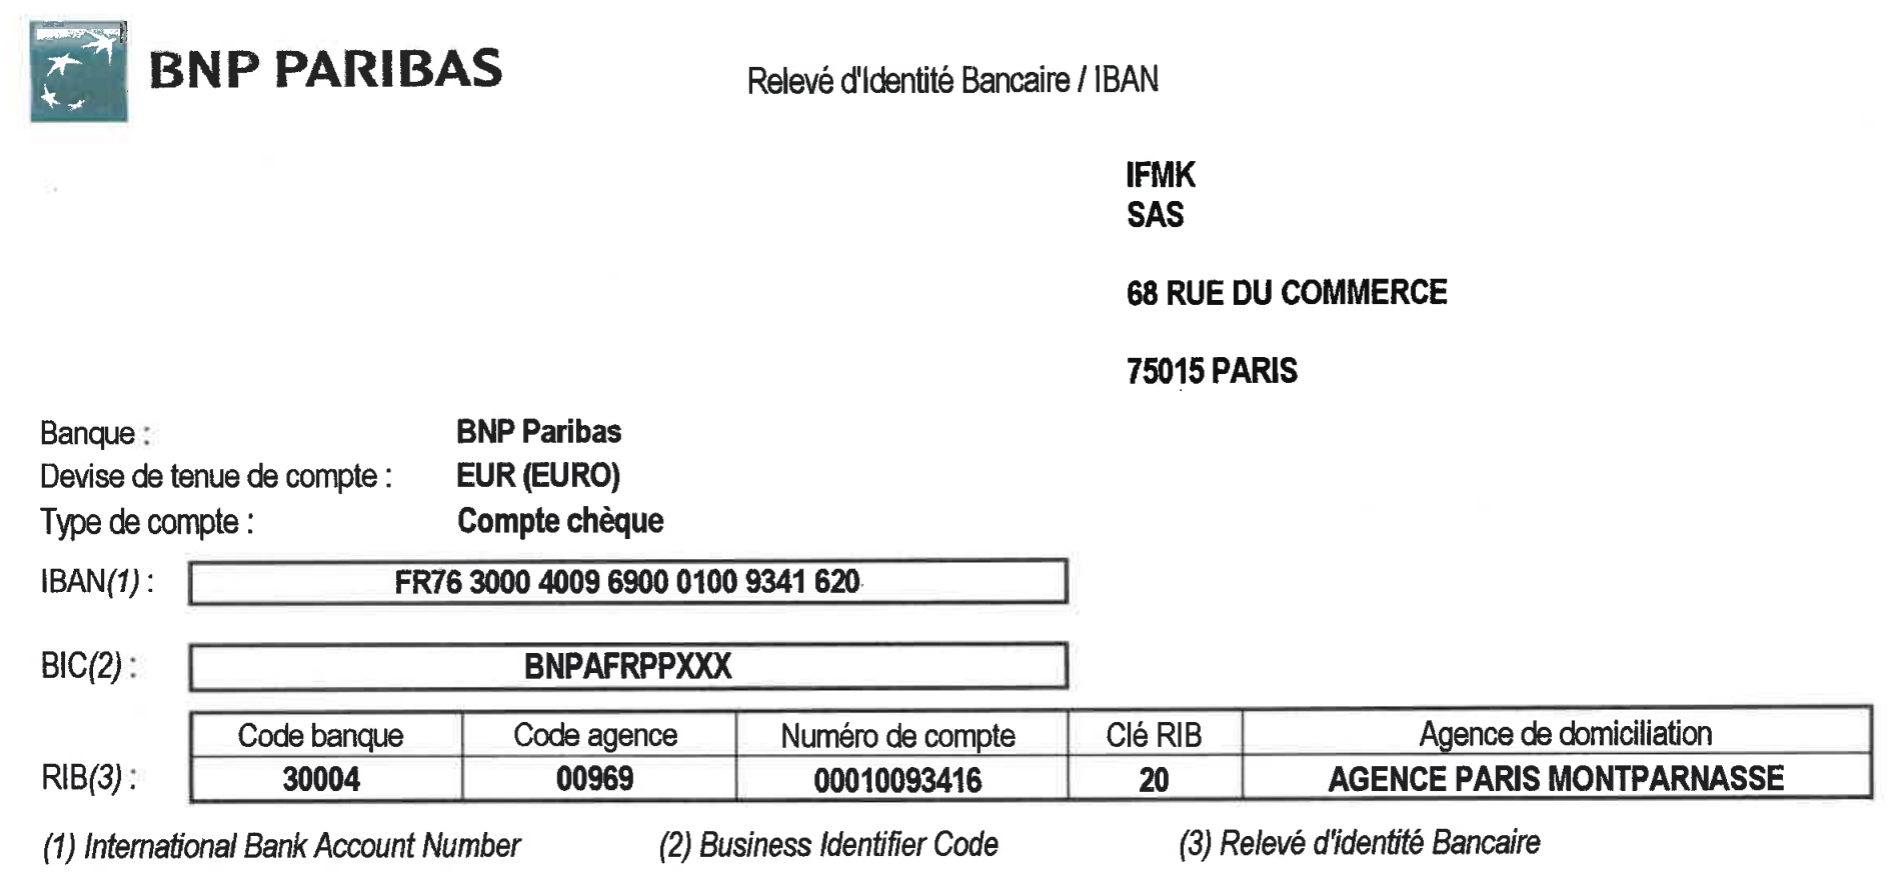 BNP PARIBAS
Relevé d'Identité Bancaire / IBAN
IFMK
SAS
68 RUE DU COMMERCE
75015 PARIS
Banque : BNP Paribas
Devise de tenue de compte : EUR (EURO)
Type de compte : Compte chèque
IBAN(1) : FR76 3000 4009 6900 0100 9341 620
BIC(2) : BNPAFRPPXXX
Code banque Code agence Numéro de compte Clé RIB Agence de domiciliation
RIB(3) : 30004 00969 00010093416 20 AGENCE PARIS MONTPARNASSE
(1) International Bank Account Number (2) Business Identifier Code (3) Relevé d'identité Bancaire